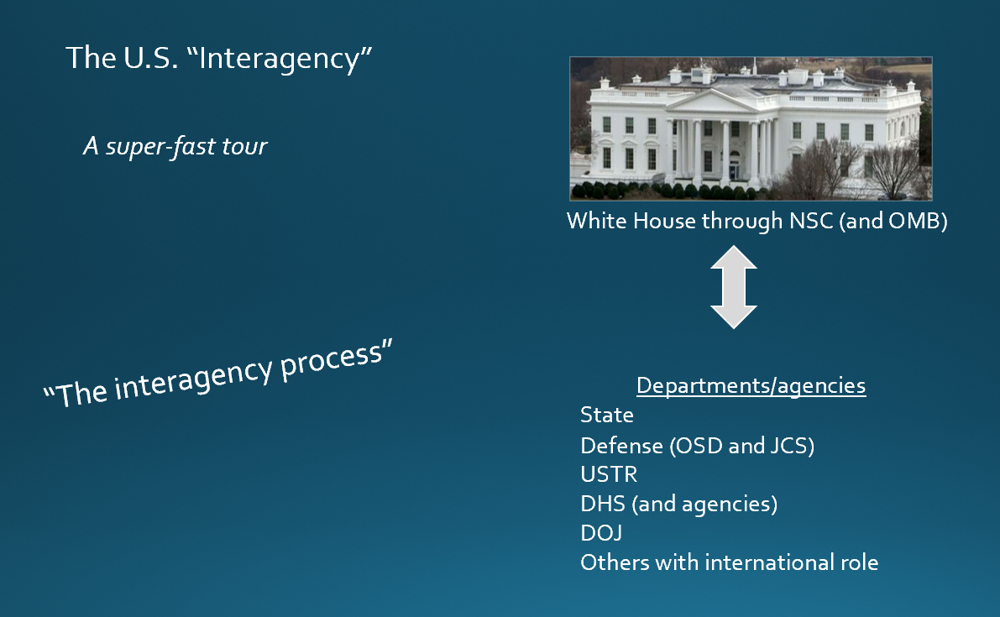 The U.S. “Interagency”
A super-fast tour
White House through NSC (and OMB)
“The interagency process”
Departments/agencies
State
Defense (OSD and JCS)
USTR
DHS (and agencies)
DOJ
Others with international role